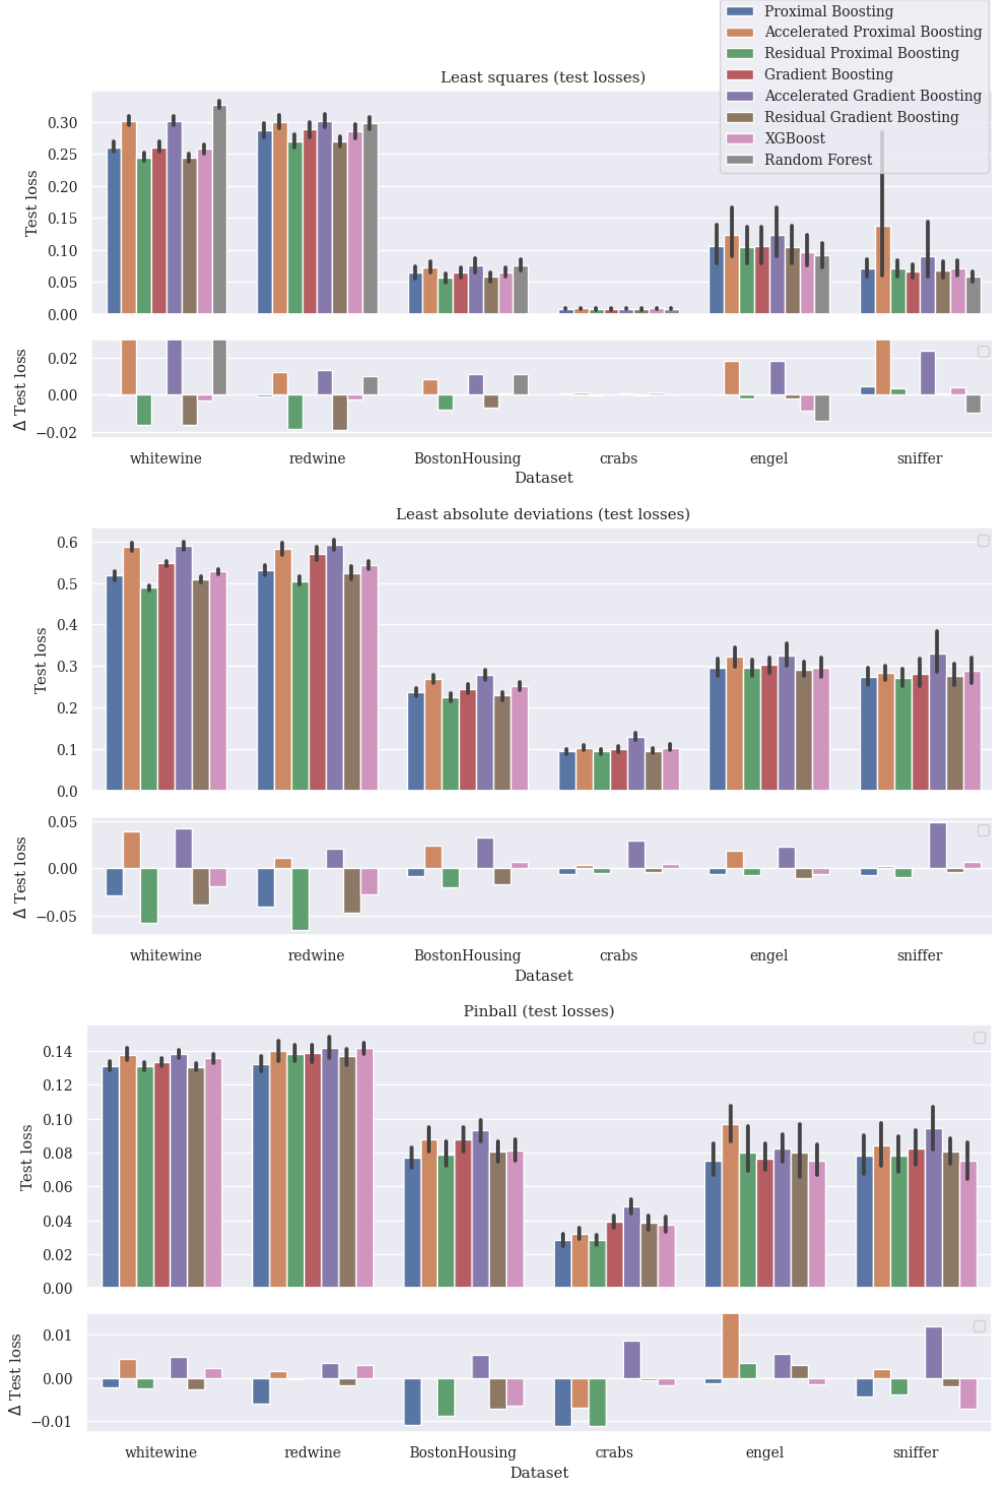 Proximal Boosting
Accelerated Proximal Boosting
Residual Proximal Boosting
Gradient Boosting
Accelerated Gradient Boosting
Residual Gradient Boosting
XGBoost
Random Forest
Least squares (test losses)
0.30
0.25
0.20
0.15
0.10
0.05
0.00
Test loss
0.02
0.00
−0.02
Δ Test loss
whitewine redwine BostonHousing crabs engel sniffer
Dataset
Least absolute deviations (test losses)
0.6
0.5
0.4
0.3
0.2
0.1
0.0
Test loss
0.05
0.00
−0.05
Δ Test loss
whitewine redwine BostonHousing crabs engel sniffer
Dataset
Pinball (test losses)
0.14
0.12
0.10
0.08
0.06
0.04
0.02
0.00
Test loss
0.01
0.00
−0.01
Δ Test loss
whitewine redwine BostonHousing crabs engel sniffer
Dataset